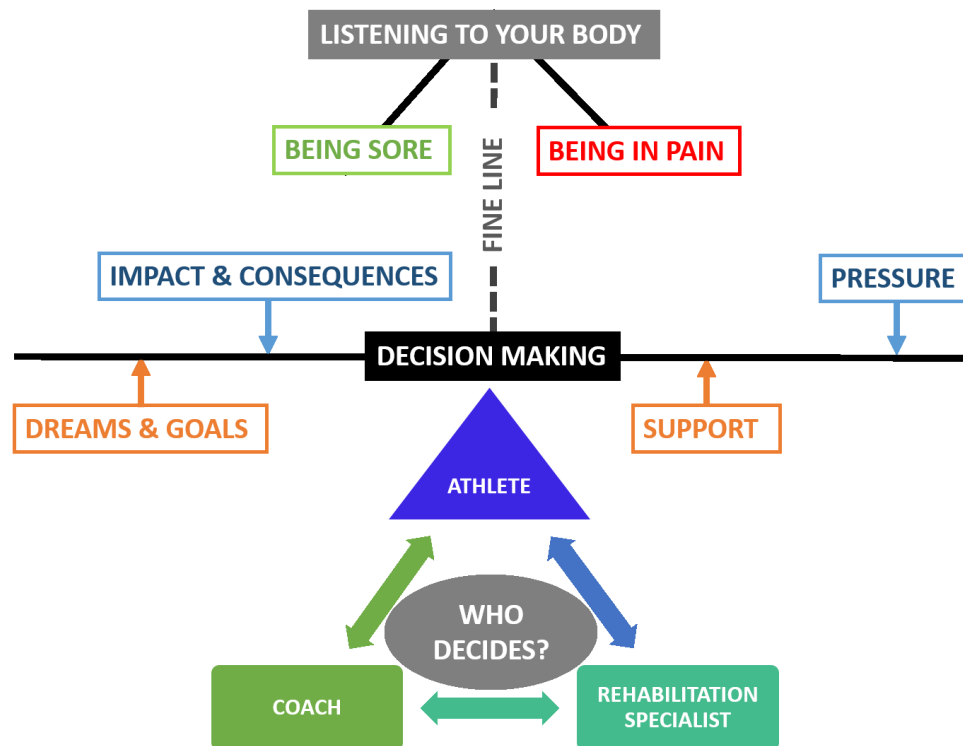 LISTENING TO YOUR BODY
BEING SORE
BEING IN PAIN
FINE LINE
IMPACT & CONSEQUENCES
PRESSURE
DECISION MAKING
DREAMS & GOALS
SUPPORT
ATHLETE
WHO
DECIDES?
COACH
REHABILITATION
SPECIALIST